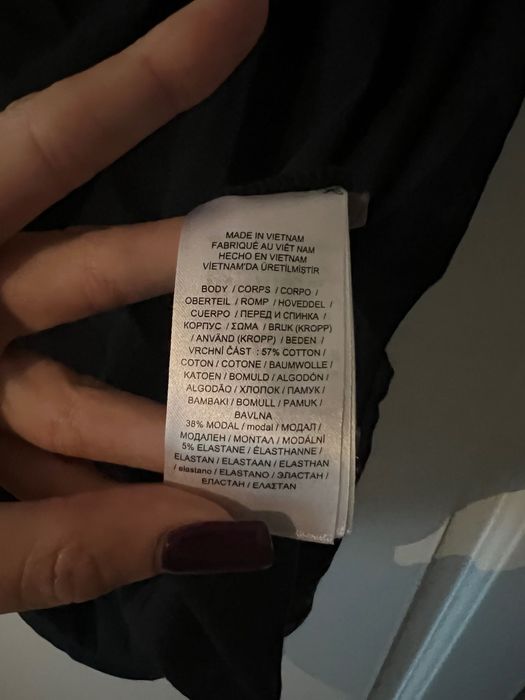 MADE IN VIETNAM
FABRIQUÉ AU VIÊT NAM
HECHO EN VIETNAM
VİETNAM'DA ÜRETİLMİŞTİR
BODY / CORPS / CORPO /
OBERTEIL / ROMP / HOVEDDEL /
CUERPO / ПЕРЕД И СПИНКА /
КОРПУС / ΣΩΜΑ / BRUK (KROPP)
/ ANVÄND (KROPP) / BEDEN /
VRCHNÍ ČÁST : 57% COTTON /
COTON / COTONE / BAUMWOLLE /
KATOEN / BOMULD / ALGODÓN /
ALGODÃO / ХЛОПОК / ПАМУК /
BAMBAKI / BOMULL / PAMUK /
BAVLNA
38% MODAL / modal / МОДАЛ /
МОДАЛЕН / ΜΟΝΤΑΛ / MODÁLNÍ
5% ELASTANE / ÉLASTHANNE /
ELASTAN / ELASTAAN / ELASTHAN
/ elastano / ELASTANO / ЭЛАСТАН /
ЕЛАСТАН / ΕΛΑΣΤΑΝ